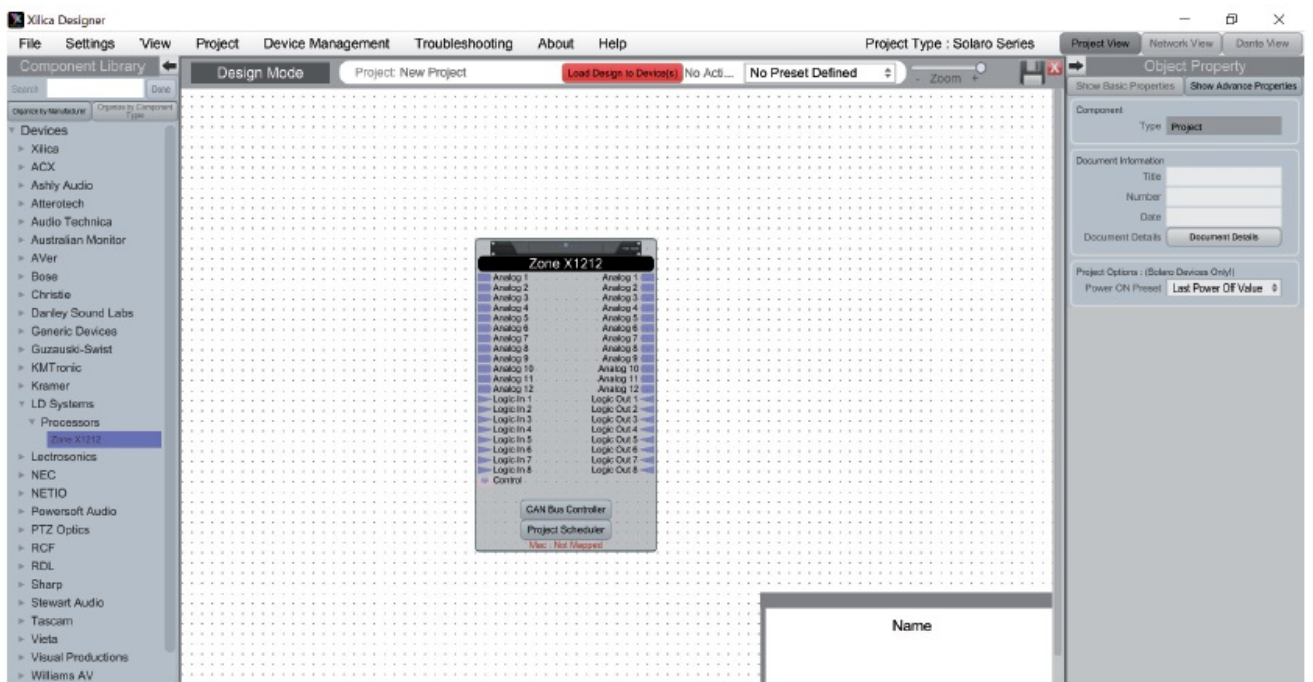 Xilica Designer
File Settings View Project Device Management Troubleshooting About Help Project Type : Solaro Series Project View Network View Dante View
Component Library Design Mode Project: New Project Load Design to Device(s) No Acti... No Preset Defined - Zoom + Object Property
Search Done Show Basic Properties Show Advance Properties
Organize by Manufacturer Organize by Component Type
Devices
Xilica
ACX
Ashly Audio
Atterotech
Audio Technica
Australian Monitor
AVer
Bose
Christie
Danley Sound Labs
Generic Devices
Guzauski-Swist
KMTronic
Kramer
LD Systems
Processors
Zone X1212
Lectrosonics
NEC
NETIO
Powersoft Audio
PTZ Optics
RCF
RDL
Sharp
Stewart Audio
Tascam
Vieta
Visual Productions
Williams AV
Zone X1212
Analog 1 Analog 1
Analog 2 Analog 2
Analog 3 Analog 3
Analog 4 Analog 4
Analog 5 Analog 5
Analog 6 Analog 6
Analog 7 Analog 7
Analog 8 Analog 8
Analog 9 Analog 9
Analog 10 Analog 10
Analog 11 Analog 11
Analog 12 Analog 12
Logic In 1 Logic Out 1
Logic In 2 Logic Out 2
Logic In 3 Logic Out 3
Logic In 4 Logic Out 4
Logic In 5 Logic Out 5
Logic In 6 Logic Out 6
Logic In 7 Logic Out 7
Logic In 8 Logic Out 8
Control
CAN Bus Controller
Project Scheduler
Mac : Not Mapped
Name
Component
Type Project
Document Information
Title
Number
Date
Document Details Document Details
Project Options : (Solaro Devices Only!)
Power ON Preset Last Power Off Value